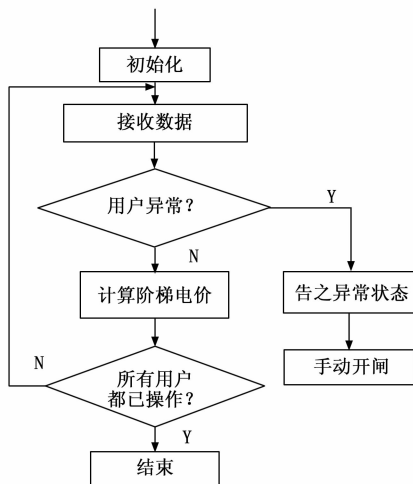 初始化
接收数据
用户异常？
Y
N
计算阶梯电价
告之异常状态
手动开闸
N
所有用户
都已操作？
Y
结束